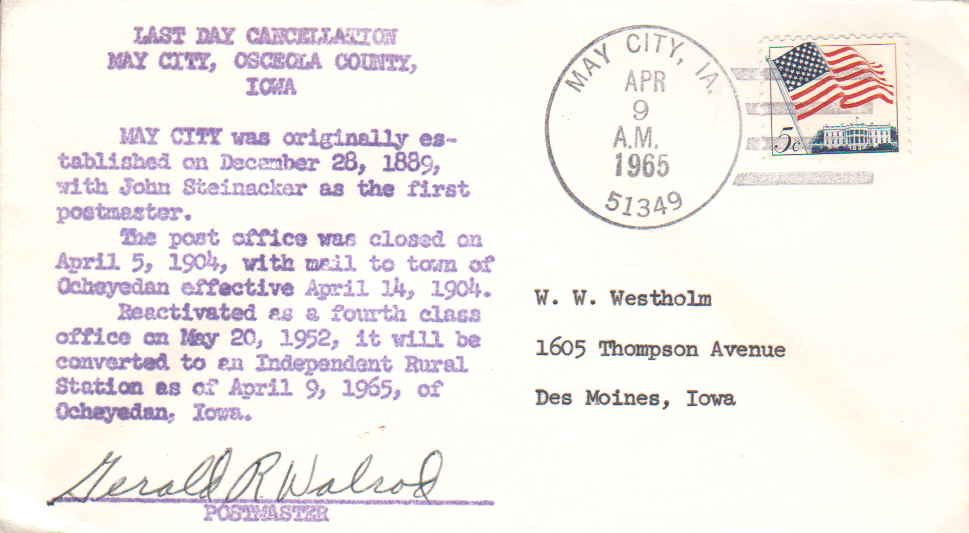 LAST DAY CANCELLATION
MAY CITY, OSCEOLA COUNTY,
IOWA
MAY CITY was originally es-
tablished on December 28, 1889,
with John Steinacker as the first
postmaster.
The post office was closed on
April 5, 1904, with mail to town of
Ocheyedan effective April 14, 1904.
Reactivated as a fourth class
office on May 20, 1952, it will be
converted to an Independent Rural
Station as of April 9, 1965, of
Ocheyedan, Iowa.
Gerald R Walrod
POSTMASTER
MAY CITY, IA.
APR
9
A.M.
1965
51349
5c
W. W. Westholm
1605 Thompson Avenue
Des Moines, Iowa